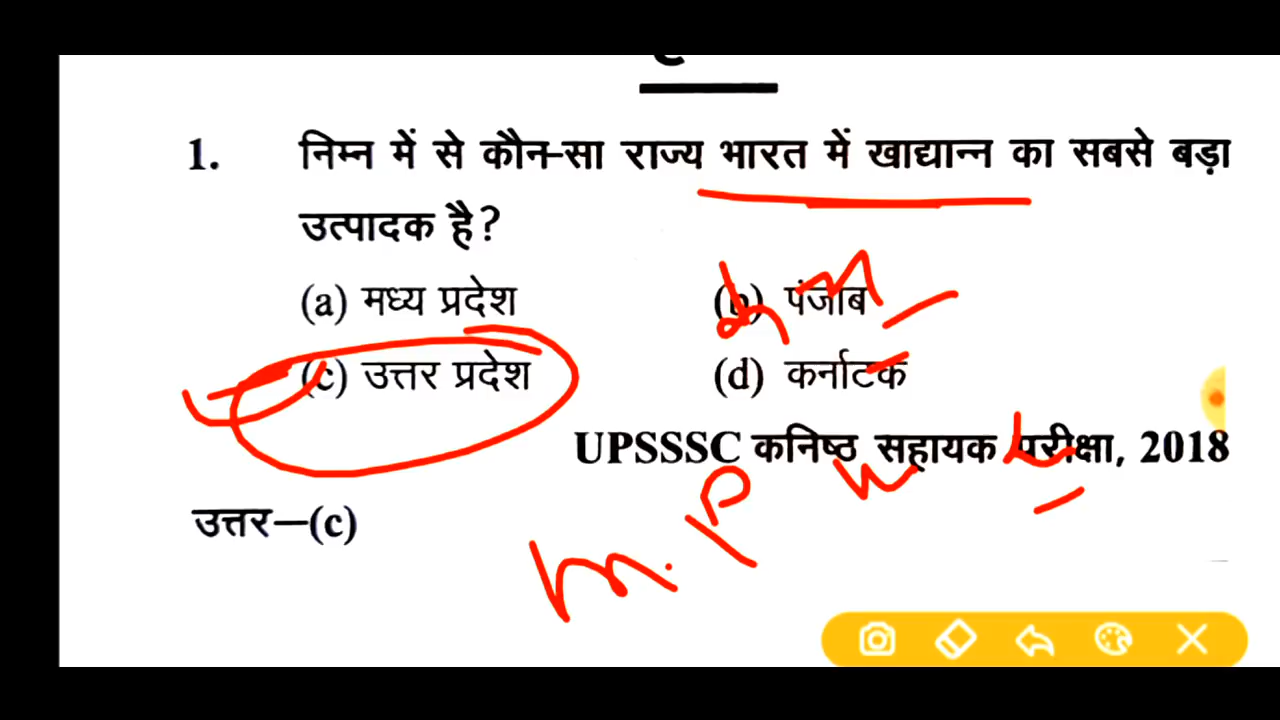 1. निम्न में से कौन-सा राज्य भारत में खाद्यान्न का सबसे बड़ा
उत्पादक है?
(a) मध्य प्रदेश (b) पंजाब
(c) उत्तर प्रदेश (d) कर्नाटक
UPSSSC कनिष्ठ सहायक परीक्षा, 2018
उत्तर–(c)
M.P